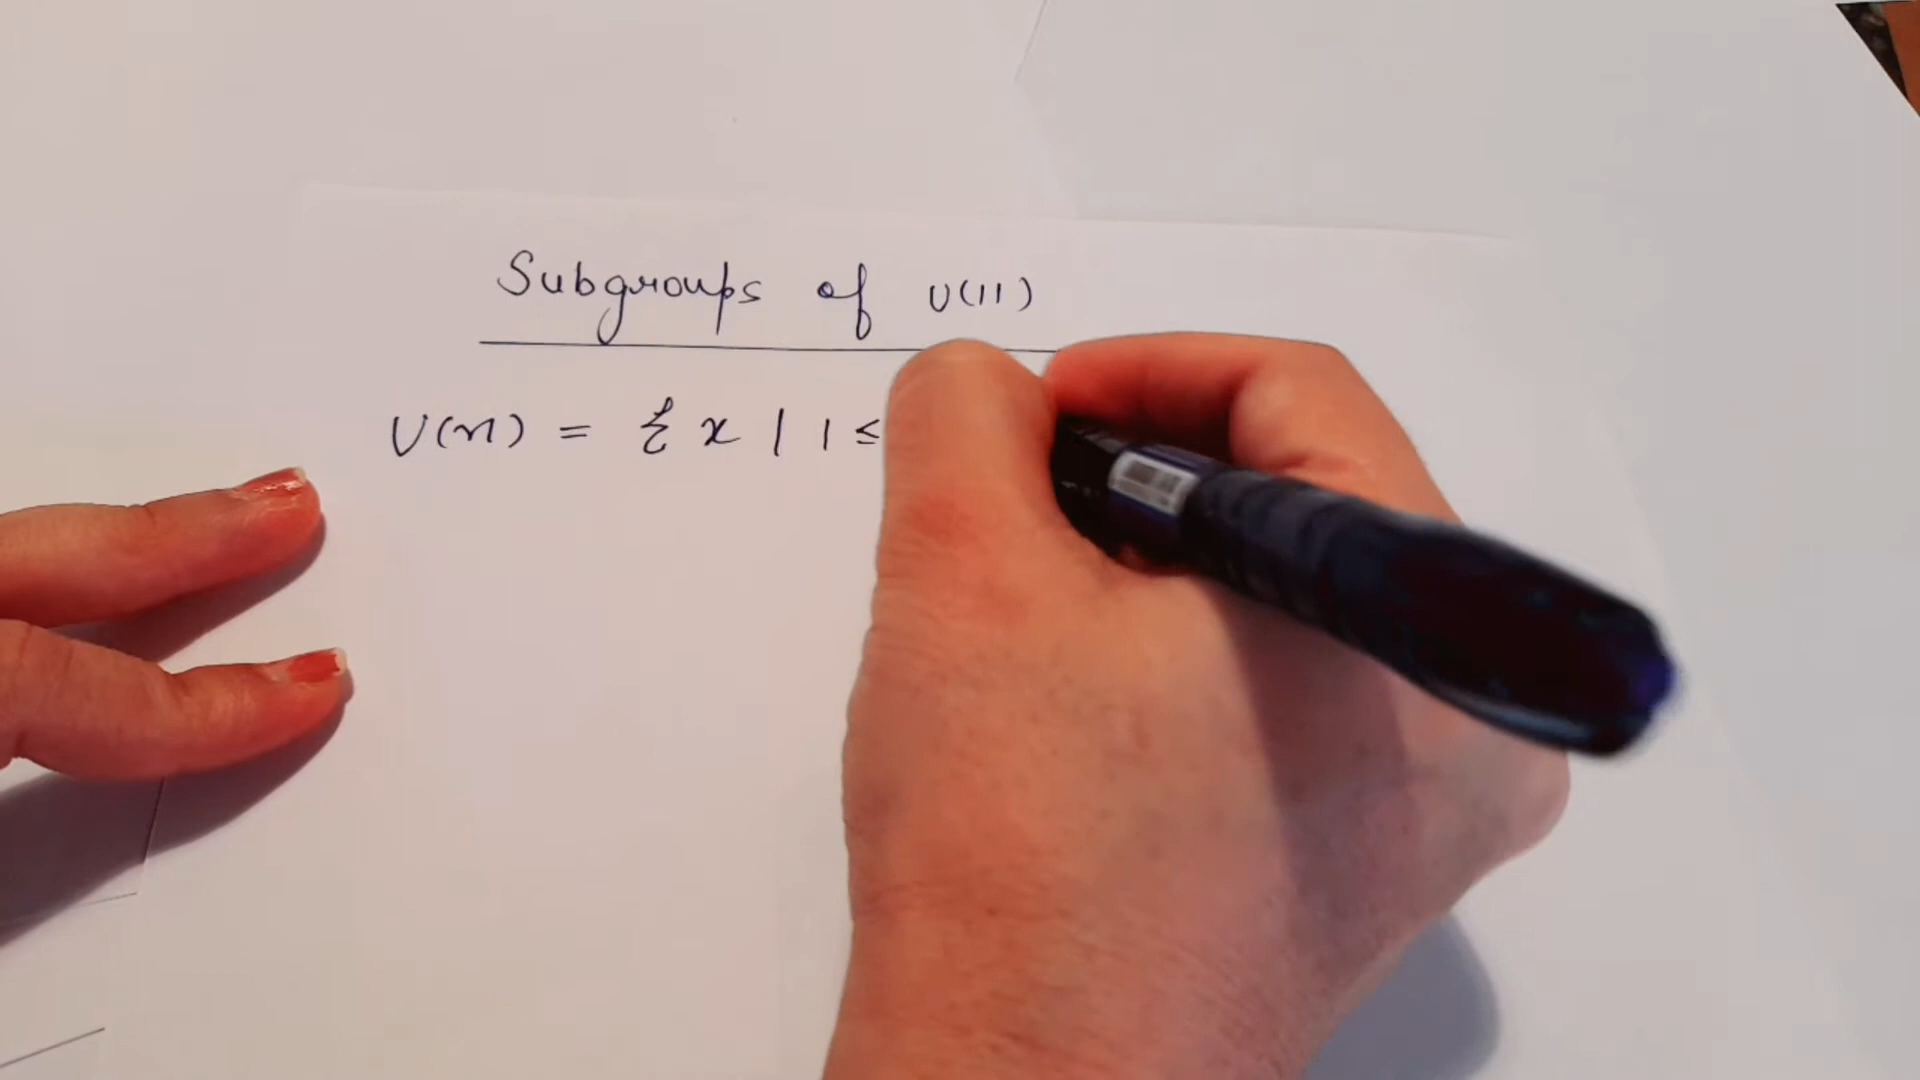 Subgroups of U(11)
U(n) = { x | 1 ≤